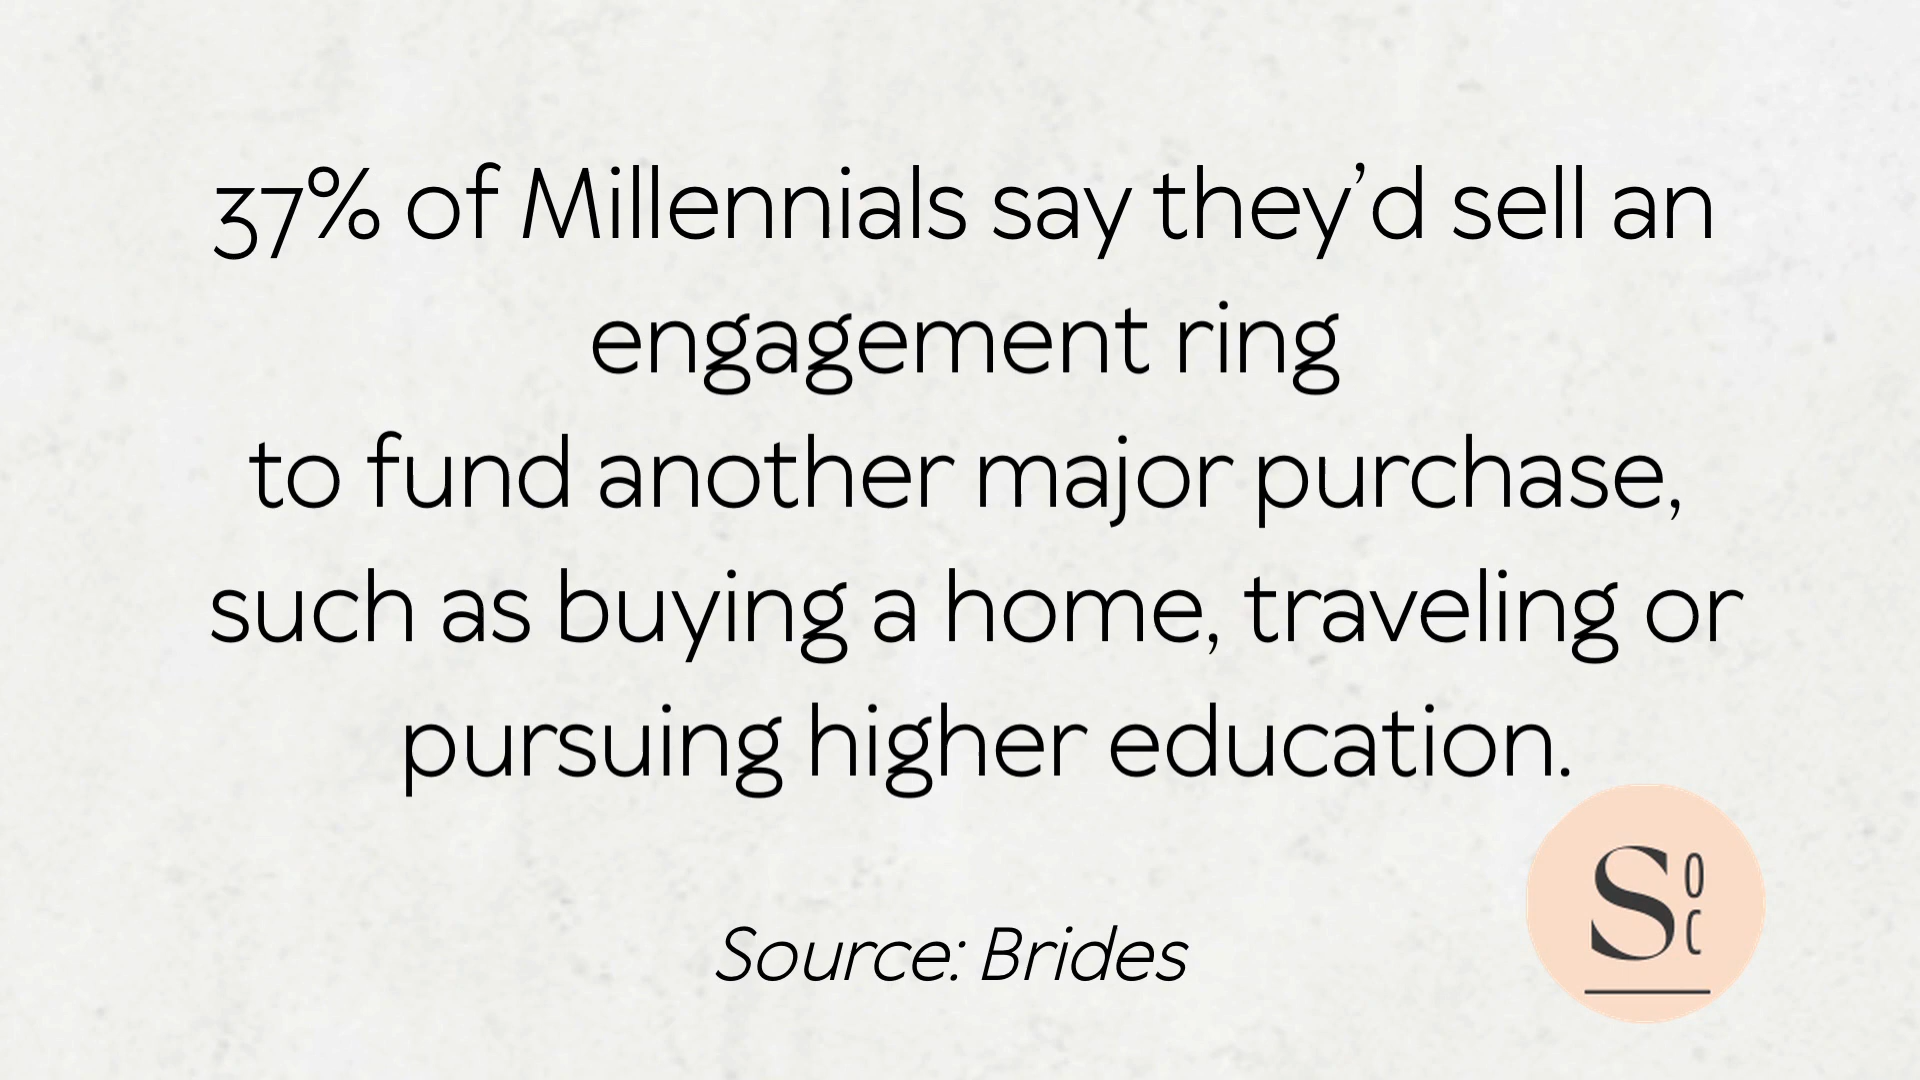 37% of Millennials say they’d sell an
engagement ring
to fund another major purchase,
such as buying a home, traveling or
pursuing higher education.
Source: Brides
SOC